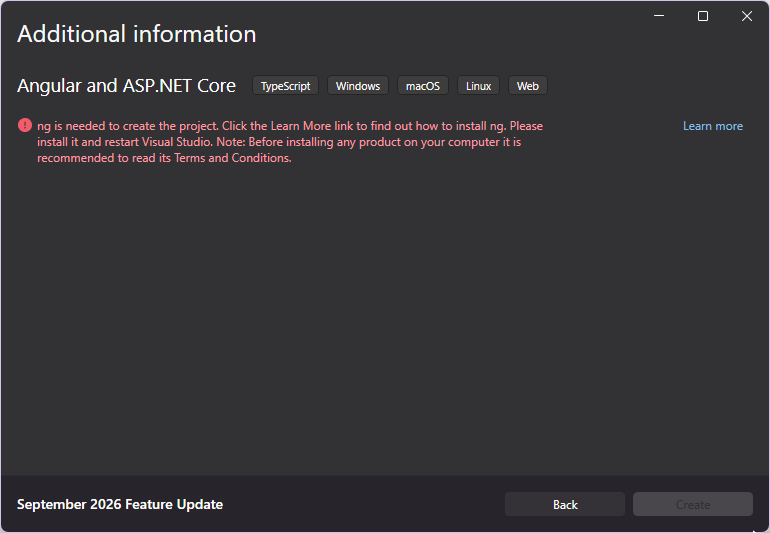 Additional information
Angular and ASP.NET Core TypeScript Windows macOS Linux Web
ng is needed to create the project. Click the Learn More link to find out how to install ng. Please Learn more
install it and restart Visual Studio. Note: Before installing any product on your computer it is
recommended to read its Terms and Conditions.
September 2026 Feature Update Back Create